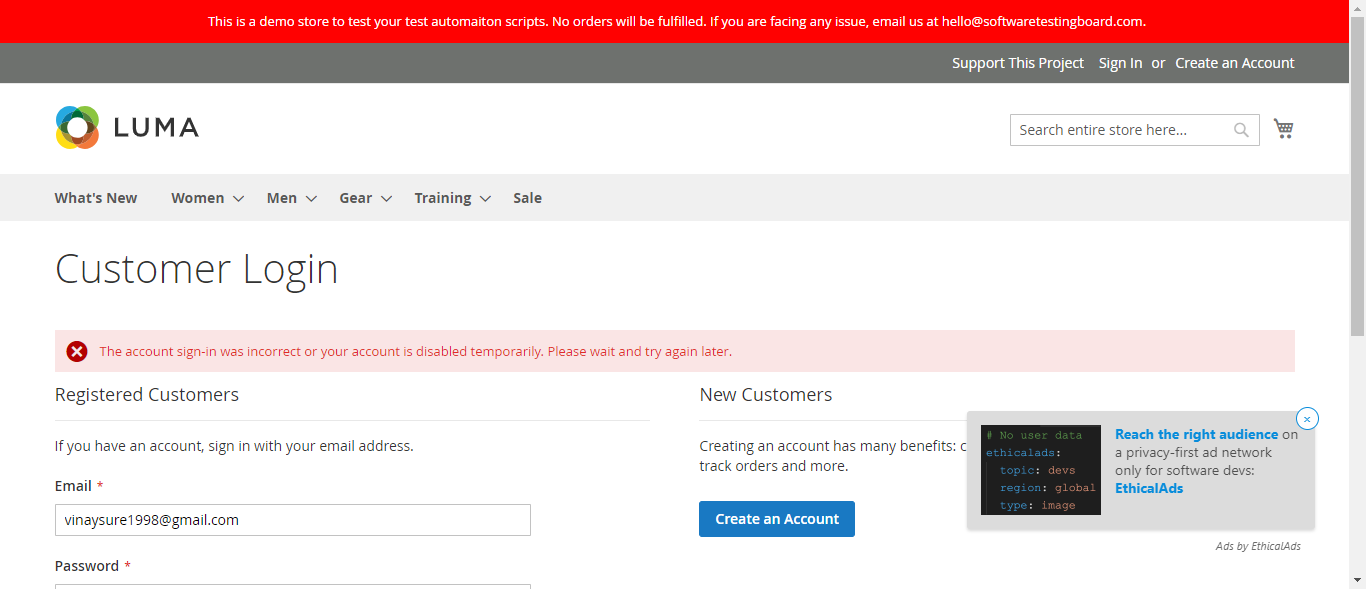 This is a demo store to test your test automaiton scripts. No orders will be fulfilled. If you are facing any issue, email us at hello@softwaretestingboard.com.
Support This Project Sign In or Create an Account
LUMA
Search entire store here...
What's New Women Men Gear Training Sale
Customer Login
The account sign-in was incorrect or your account is disabled temporarily. Please wait and try again later.
Registered Customers
If you have an account, sign in with your email address.
Email *
vinaysure1998@gmail.com
Password *
New Customers
Creating an account has many benefits: c
track orders and more.
Create an Account
# No user data
ethicalads:
topic: devs
region: global
type: image
Reach the right audience on
a privacy-first ad network
only for software devs:
EthicalAds
Ads by EthicalAds